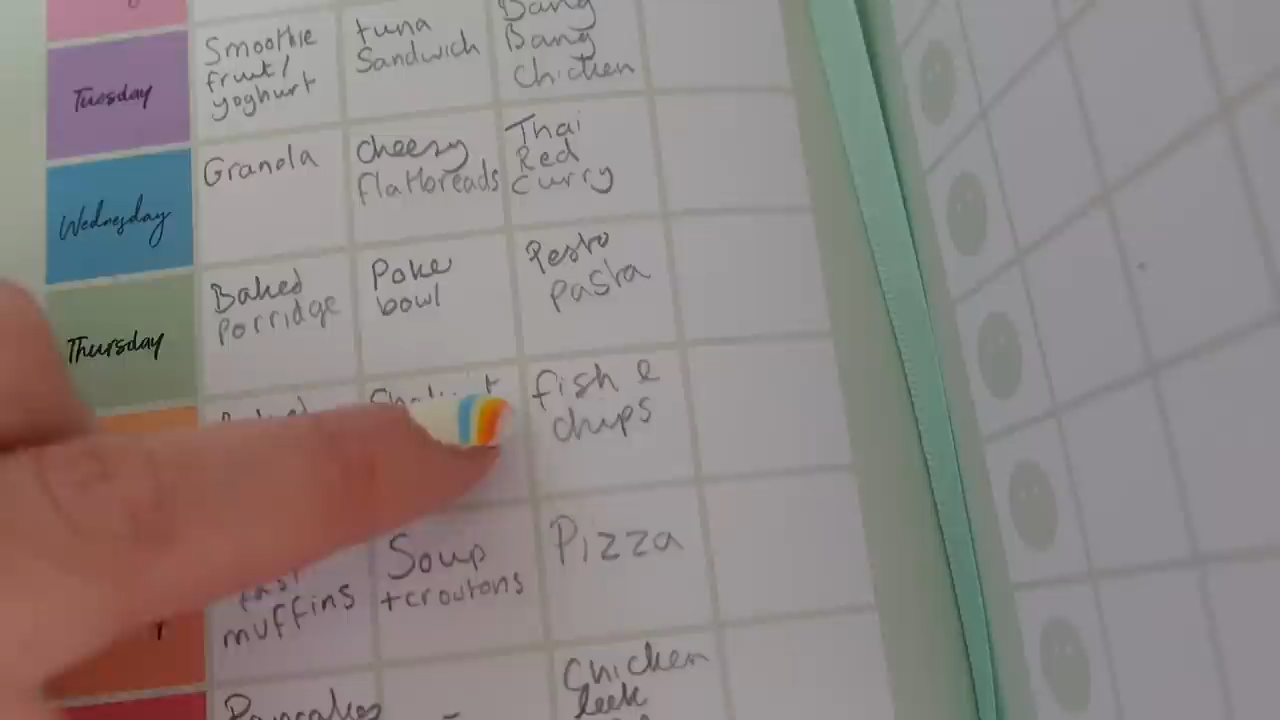 Tuesday
Smoothie
fruit/
yoghurt
tuna
Sandwich
Bang
Bang
Chicken
Wednesday
Granola
cheesy
flatbreads
Thai
Red
Curry
Thursday
Baked
porridge
Poke
bowl
Pesto
pasta
fish &
chips
muffins
Soup
+croutons
Pizza
Pancakes
-
Chicken
leek